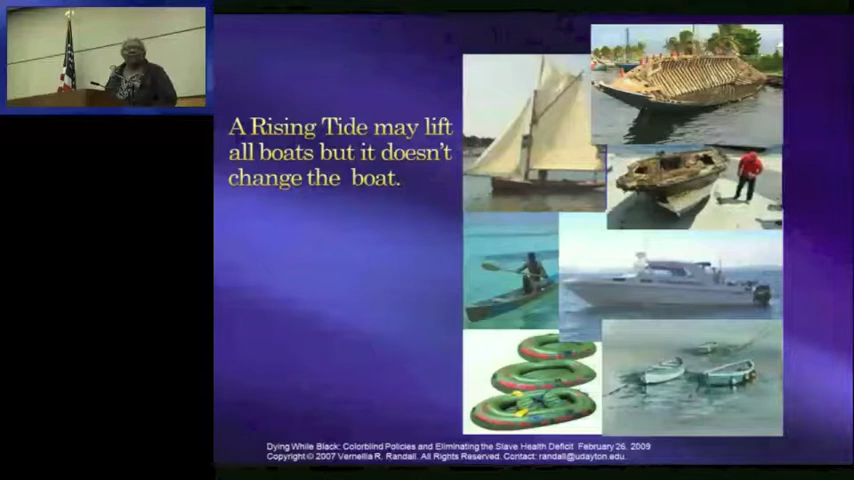 A Rising Tide may lift
all boats but it doesn't
change the boat.
Dying While Black: Colorblind Policies and Eliminating the Slave Health Deficit February 26, 2009
Copyright © 2007 Vernellia R. Randall. All Rights Reserved. Contact: randall@udayton.edu.